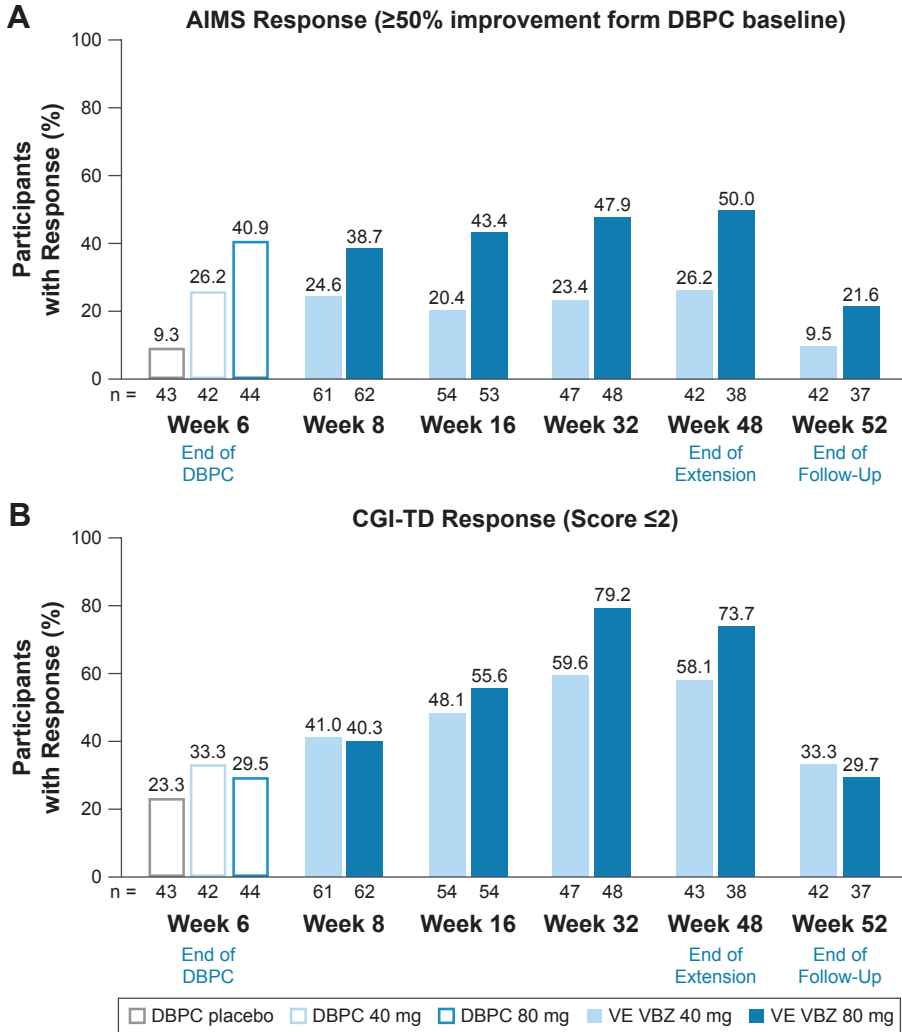 A
AIMS Response (≥50% improvement form DBPC baseline)
Participants
with Response (%)
100
80
60
40
20
0
9.3
26.2
40.9
24.6
38.7
20.4
43.4
23.4
47.9
26.2
50.0
9.5
21.6
n = 43 42 44 61 62 54 53 47 48 42 38 42 37
Week 6 Week 8 Week 16 Week 32 Week 48 Week 52
End of DBPC
End of Extension
End of Follow-Up
B
CGI-TD Response (Score ≤2)
Participants
with Response (%)
100
80
60
40
20
0
23.3
33.3
29.5
41.0
40.3
48.1
55.6
59.6
79.2
58.1
73.7
33.3
29.7
n = 43 42 44 61 62 54 54 47 48 43 38 42 37
Week 6 Week 8 Week 16 Week 32 Week 48 Week 52
End of DBPC
End of Extension
End of Follow-Up
DBPC placebo DBPC 40 mg DBPC 80 mg VE VBZ 40 mg VE VBZ 80 mg